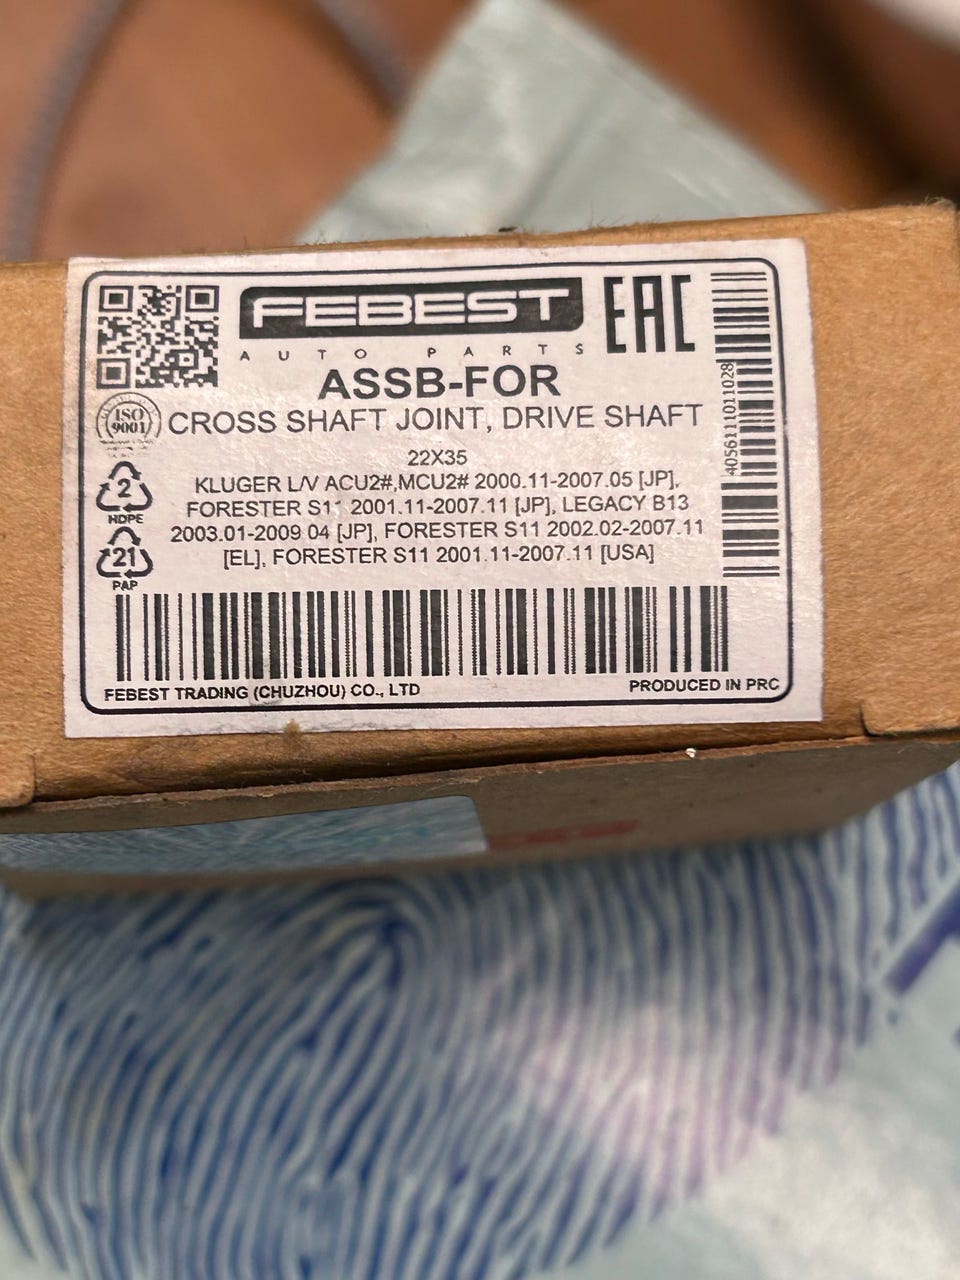 FEBEST
AUTO PARTS
EAC
ASSB-FOR
ISO
9001
CROSS SHAFT JOINT, DRIVE SHAFT
22X35
KLUGER L/V ACU2#,MCU2# 2000.11-2007.05 [JP],
FORESTER S11 2001.11-2007.11 [JP], LEGACY B13
2003.01-2009 04 [JP], FORESTER S11 2002.02-2007.11
[EL], FORESTER S11 2001.11-2007.11 [USA]
2
HDPE
21
PAP
4056111011028
FEBEST TRADING (CHUZHOU) CO., LTD
PRODUCED IN PRC